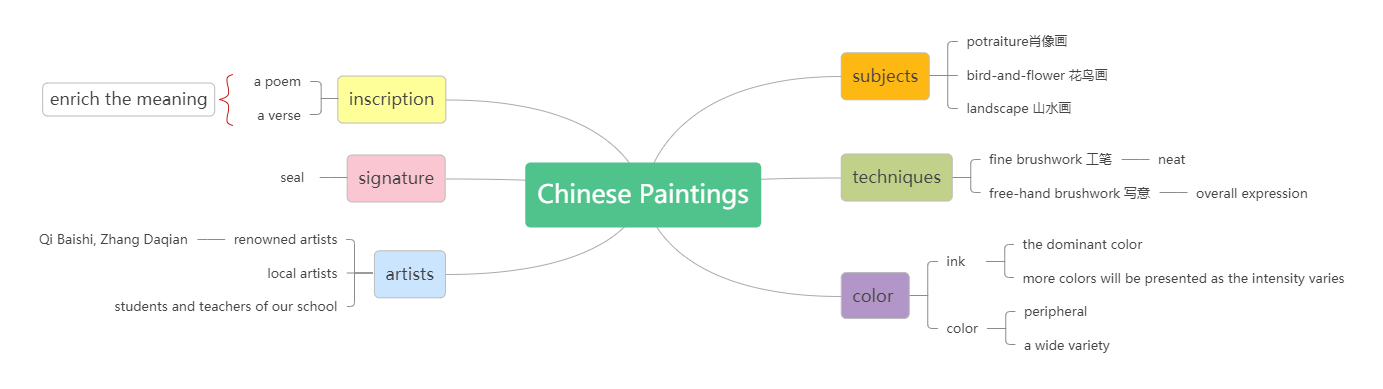 Chinese Paintings
subjects
potraiture肖像画
bird-and-flower 花鸟画
landscape 山水画
techniques
fine brushwork 工笔
neat
free-hand brushwork 写意
overall expression
color
ink
the dominant color
more colors will be presented as the intensity varies
color
peripheral
a wide variety
inscription
a poem
a verse
enrich the meaning
signature
seal
artists
renowned artists
Qi Baishi, Zhang Daqian
local artists
students and teachers of our school